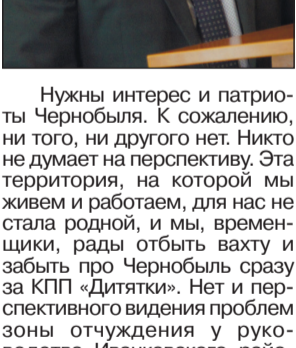 Нужны интерес и патрио-
ты Чернобыля. К сожалению,
ни того, ни другого нет. Никто
не думает на перспективу. Эта
территория, на которой мы
живем и работаем, для нас не
стала родной, и мы, времен-
щики, рады отбыть вахту и
забыть про Чернобыль сразу
за КПП «Дитятки». Нет и пер-
спективного видения проблем
зоны отчуждения у руко-